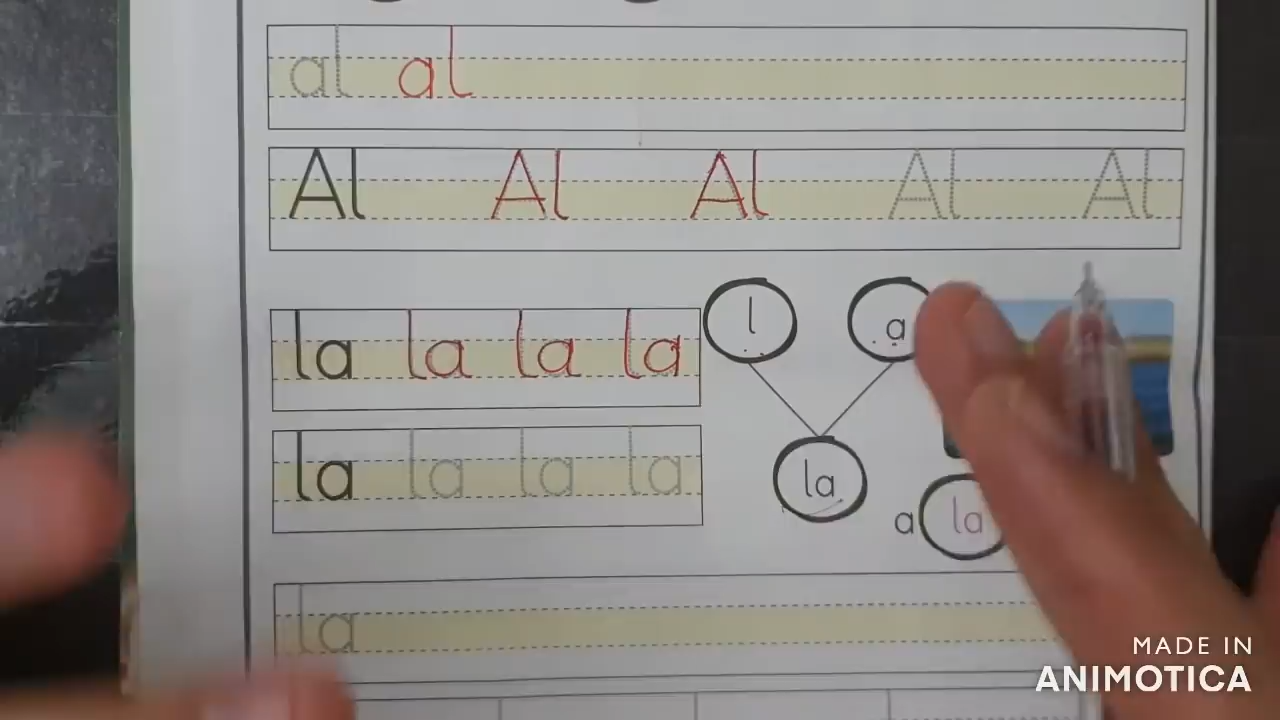 al al
Al Al Al Al Al
l a
la la la la
la
la la la la
a la
la
MADE IN
ANIMOTICA